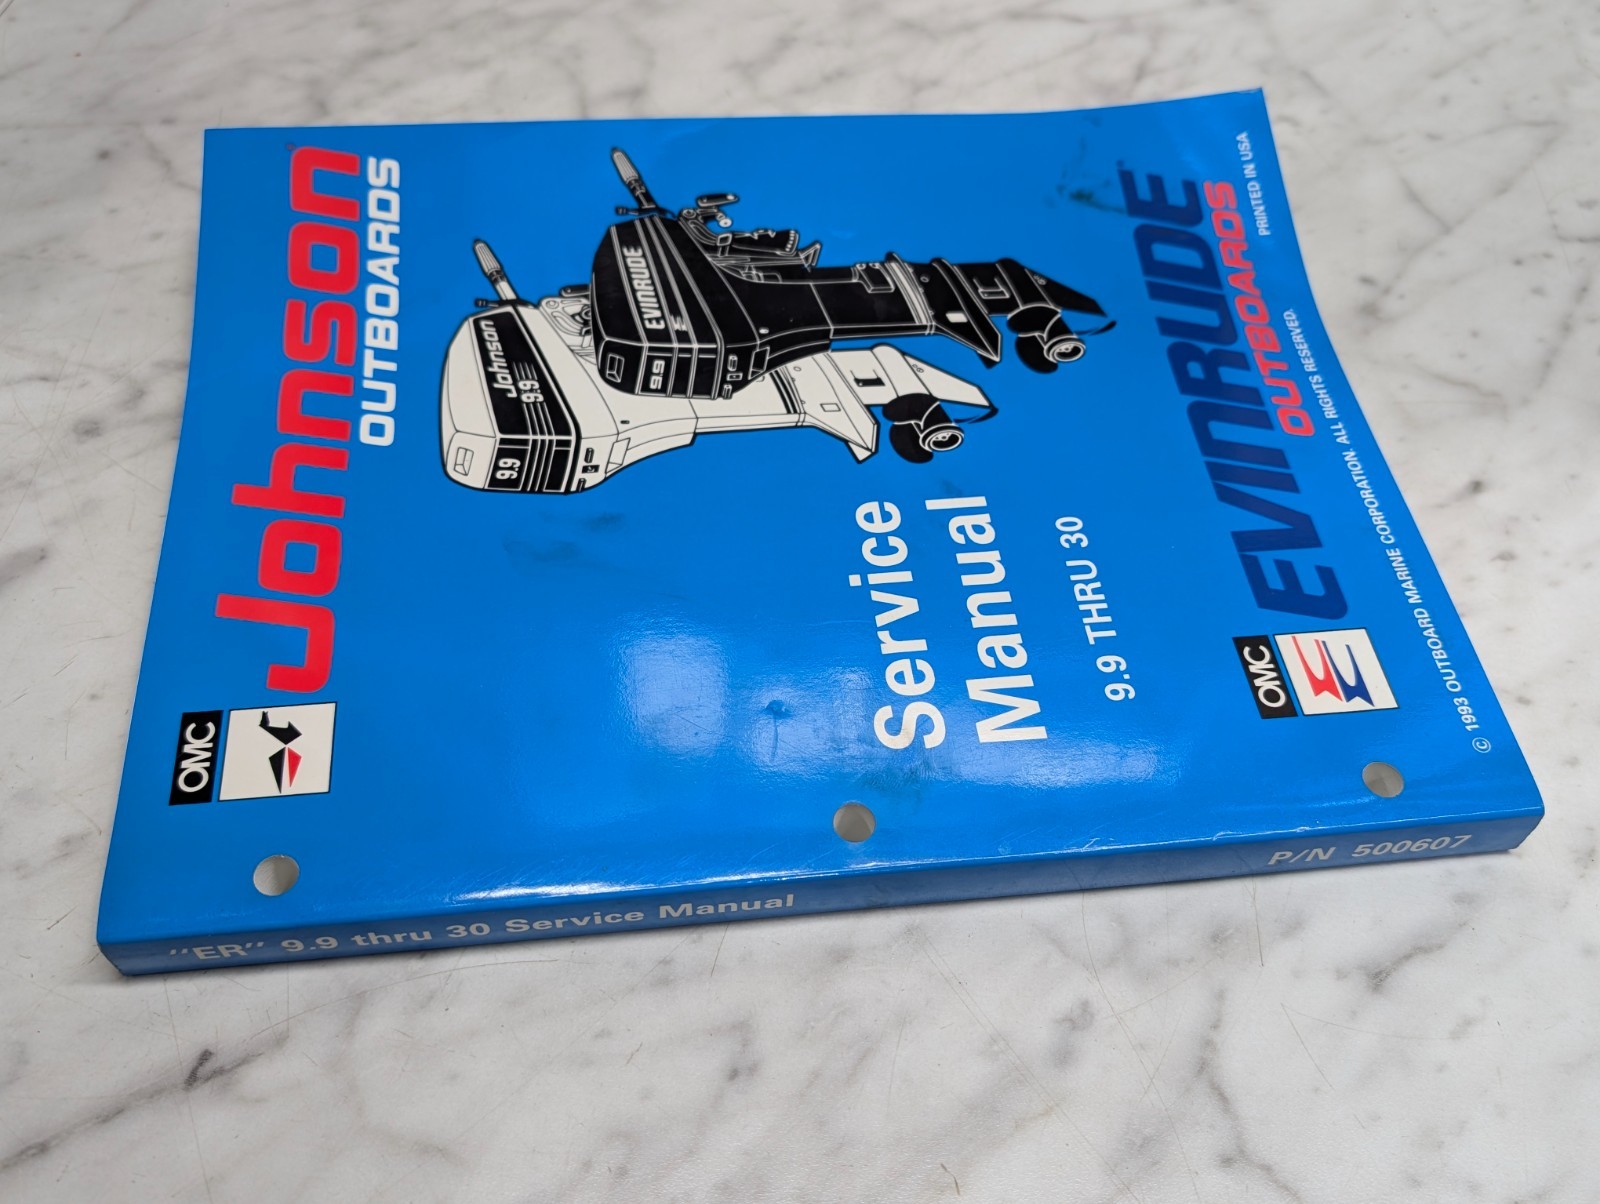 OMC
Johnson
OUTBOARDS
EVINRUDE
9.9
Johnson
9.9
9.9
Service
Manual
9.9 THRU 30
OMC
EVINRUDE
OUTBOARDS
© 1993 OUTBOARD MARINE CORPORATION. ALL RIGHTS RESERVED.
PRINTED IN USA
"ER" 9.9 thru 30 Service Manual
P/N 500607